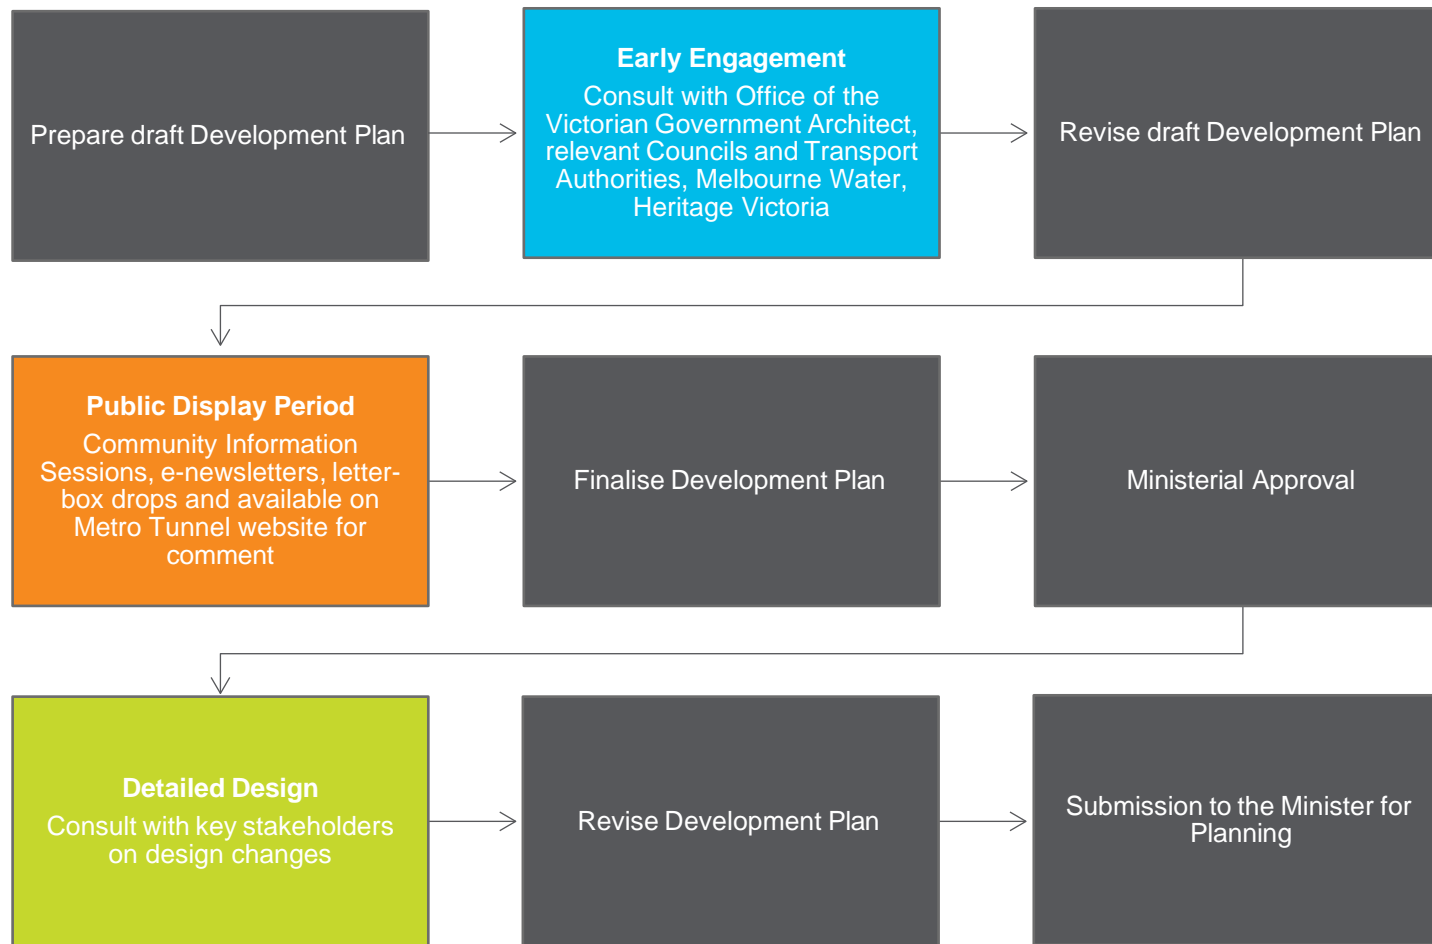 Prepare draft Development Plan
Early Engagement
Consult with Office of the
Victorian Government Architect,
relevant Councils and Transport
Authorities, Melbourne Water,
Heritage Victoria
Revise draft Development Plan
Public Display Period
Community Information
Sessions, e-newsletters, letter-
box drops and available on
Metro Tunnel website for
comment
Finalise Development Plan
Ministerial Approval
Detailed Design
Consult with key stakeholders
on design changes
Revise Development Plan
Submission to the Minister for
Planning